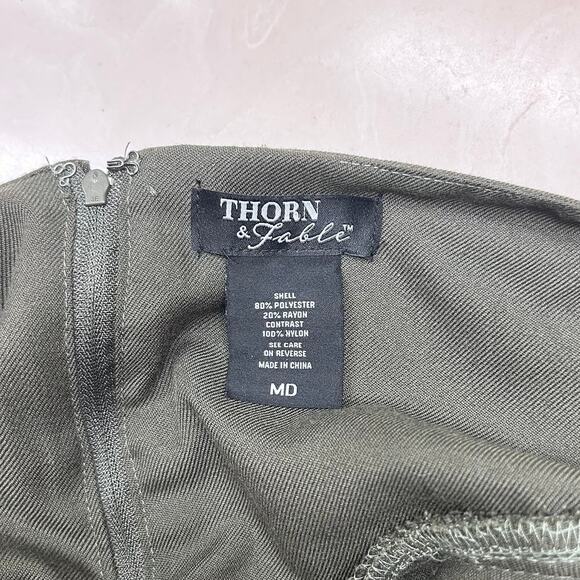 THORN
& Fable™
SHELL
80% POLYESTER
20% RAYON
CONTRAST
100% NYLON
SEE CARE
ON REVERSE
MADE IN CHINA
MD